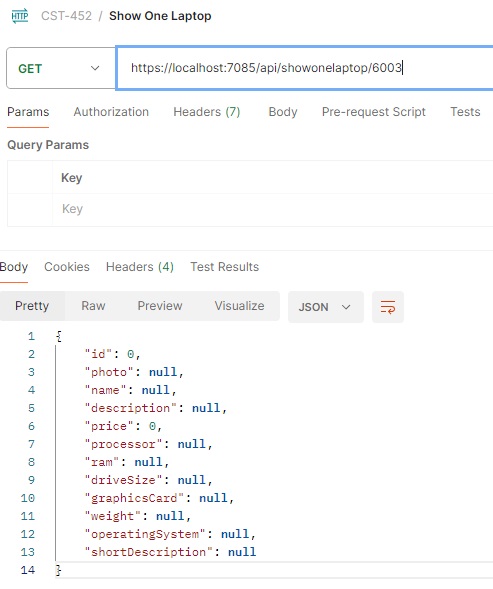 HTTP CST-452 / Show One Laptop
GET https://localhost:7085/api/showonelaptop/6003
Params Authorization Headers (7) Body Pre-request Script Tests
Query Params
Key
Key
Body Cookies Headers (4) Test Results
Pretty Raw Preview Visualize JSON
1 {
2 "id": 0,
3 "photo": null,
4 "name": null,
5 "description": null,
6 "price": 0,
7 "processor": null,
8 "ram": null,
9 "driveSize": null,
10 "graphicsCard": null,
11 "weight": null,
12 "operatingSystem": null,
13 "shortDescription": null
14 }